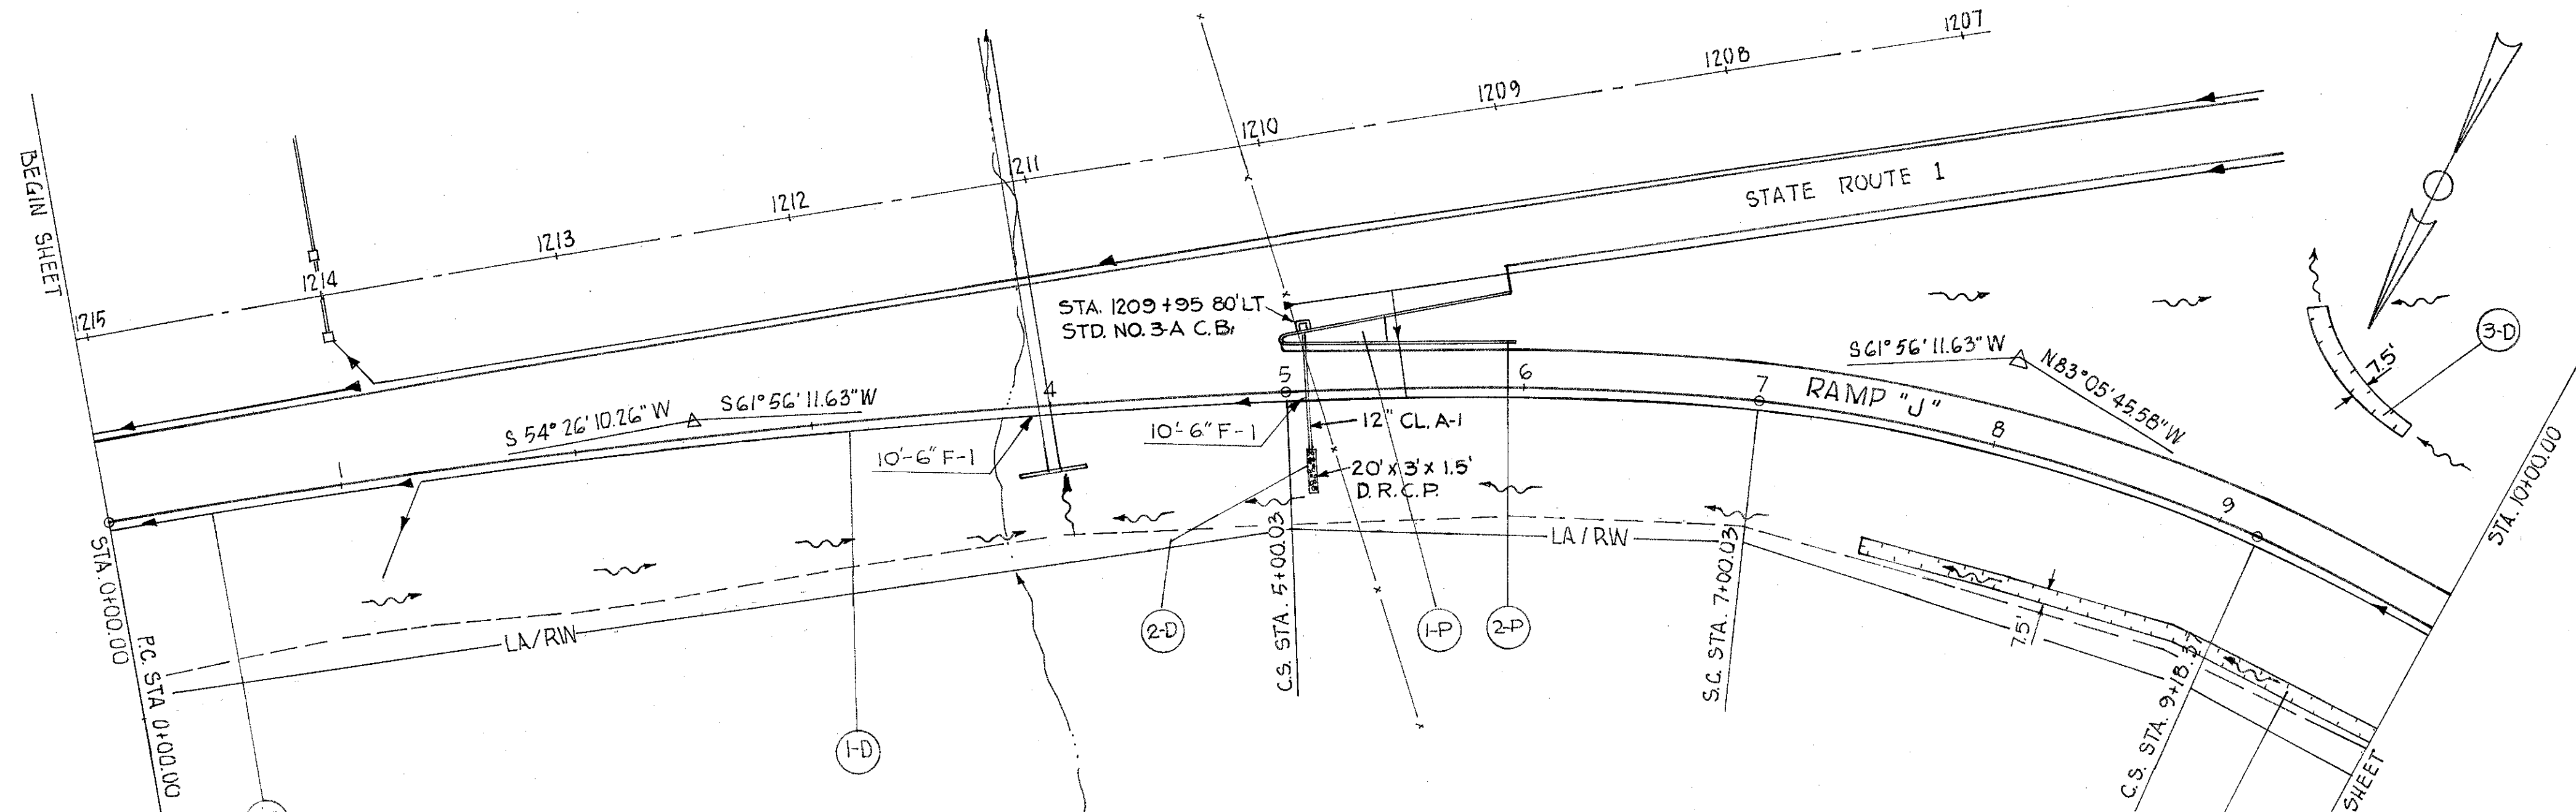 1207
1208
1209
1210
1211
1212
1213
1214
1215
BEGIN SHEET
STATE ROUTE 1
STA. 1209+95 80'LT
STD. NO. 3-A C.B.
S 54° 26' 10.26" W △ S 61° 56' 11.63" W
S 61° 56' 11.63" W △ N 83° 05' 45.58" W
RAMP "J"
1
4
5
6
7
8
9
10'-6" F-1
10'-6" F-1
12" CL. A-1
20' x 3' x 1.5'
D.R.C.P.
7.5'
3-D
STA. 10+00.00
STA. 0+00.00
P.C. STA 0+00.00
LA/RW
LA/RW
C.S. STA. 5+00.03
S.C. STA. 7+00.03
7.5'
C.S. STA. 9+18.37
1-D
2-D
1-P
2-P
SHEET